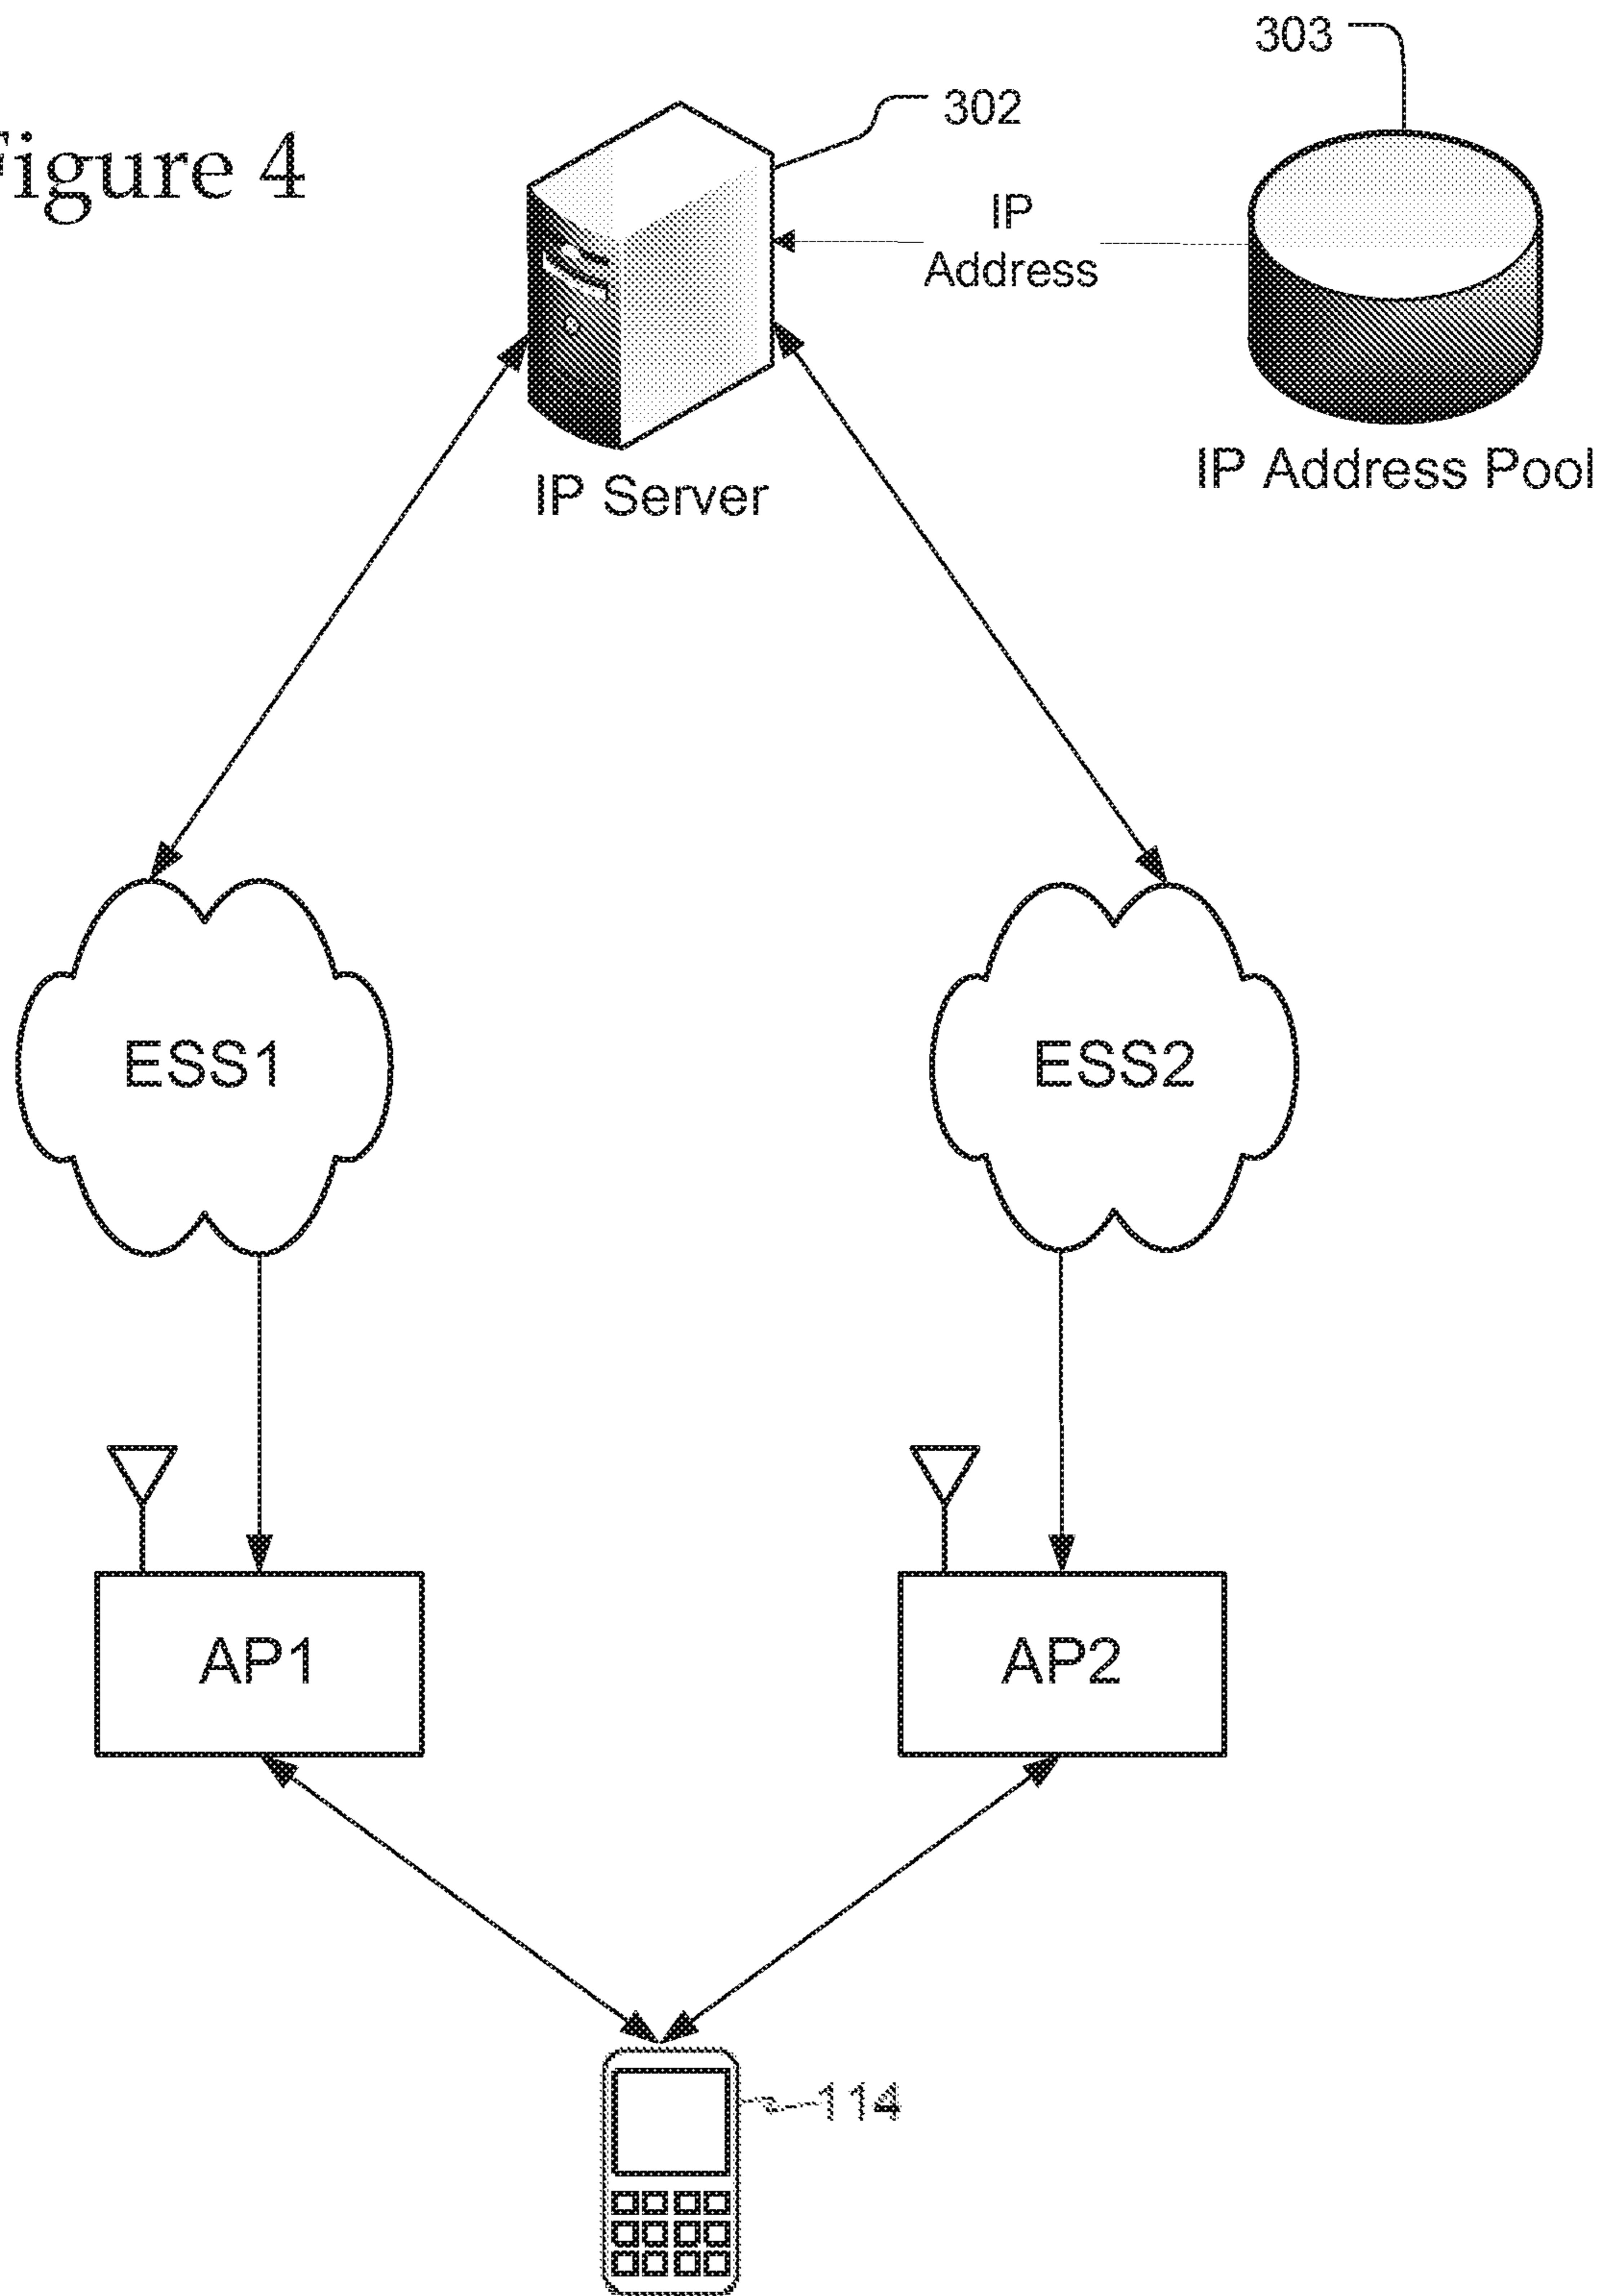 303
302
Figure 4
IP
Address
IP Server
IP Address Pool
ESS1
ESS2
AP1
AP2
114